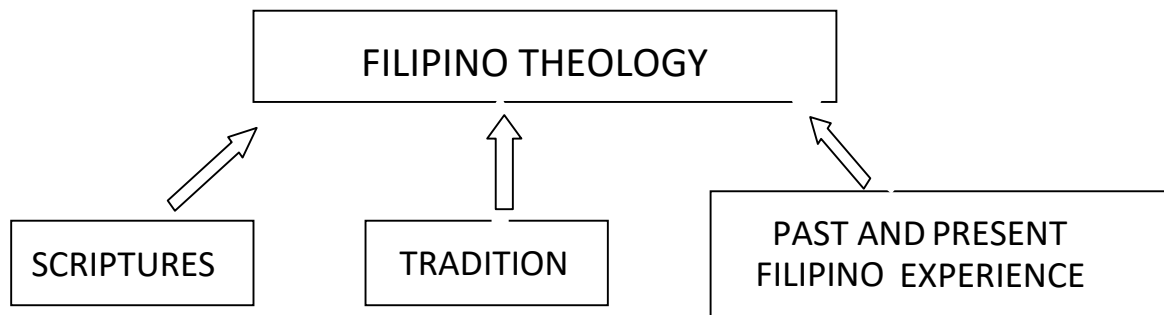 FILIPINO THEOLOGY
SCRIPTURES
TRADITION
PAST AND PRESENT
FILIPINO EXPERIENCE